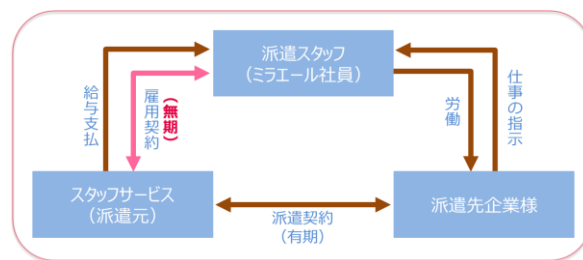 派遣スタッフ
（ミラエール社員）
給与支払
雇用契約
（無期）
労働
仕事の指示
スタッフサービス
（派遣元）
派遣契約
（有期）
派遣先企業様